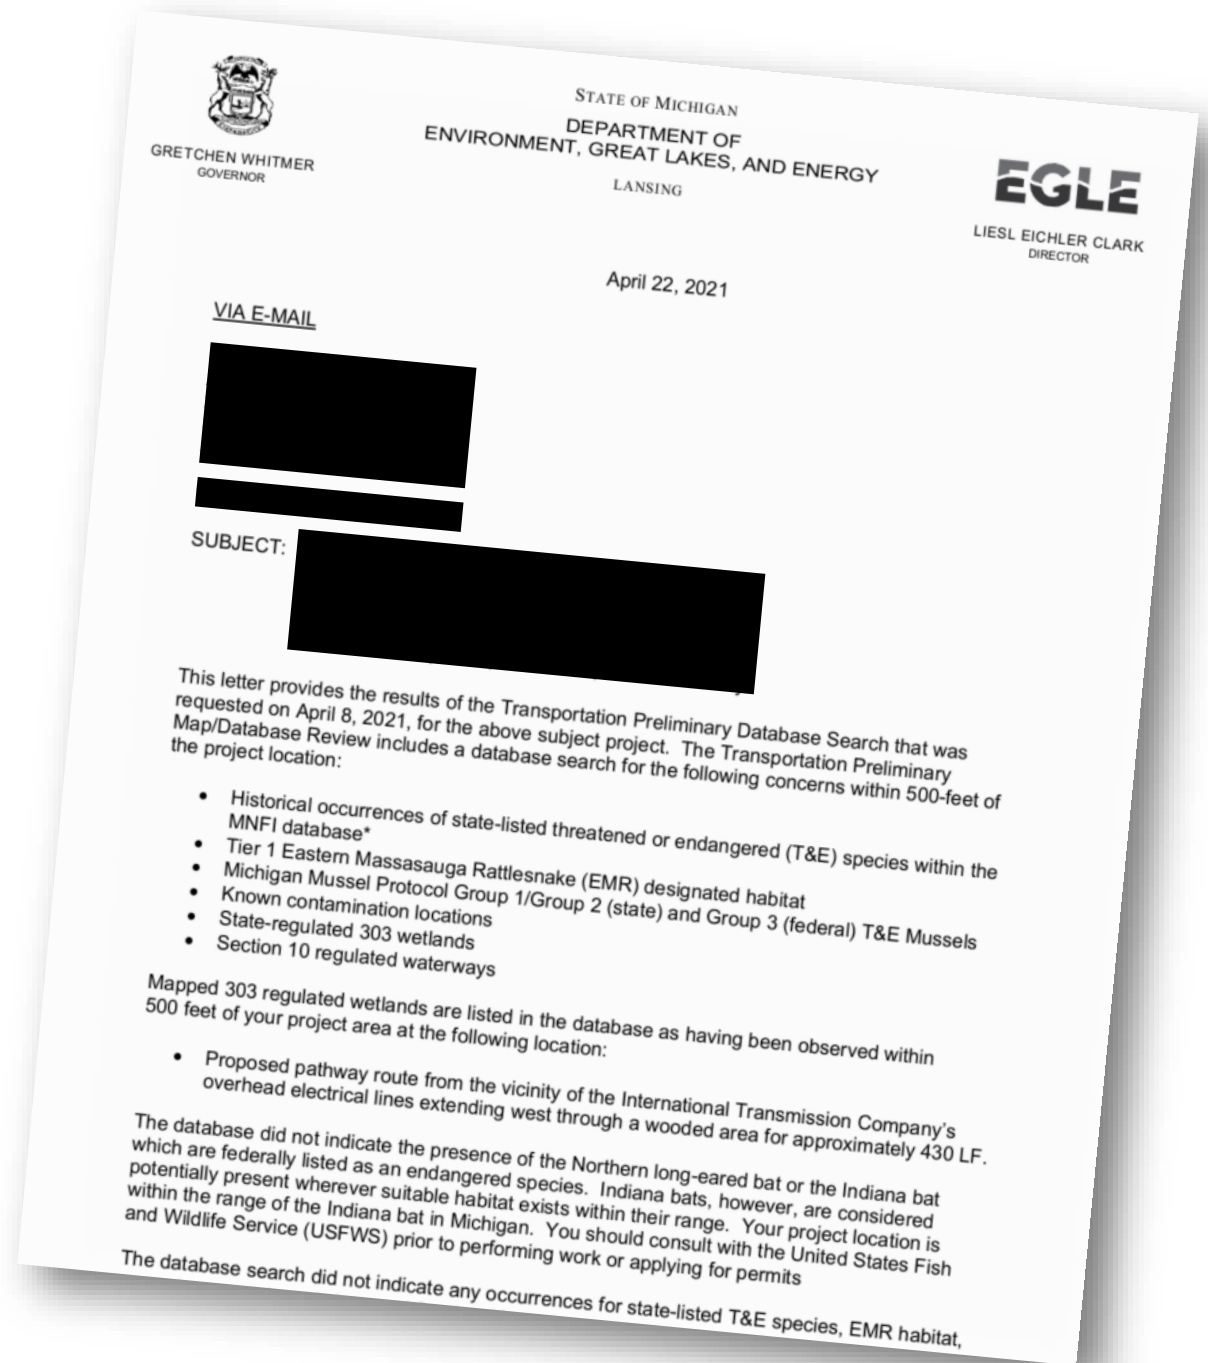 STATE OF MICHIGAN
DEPARTMENT OF
ENVIRONMENT, GREAT LAKES, AND ENERGY
LANSING
GRETCHEN WHITMER
GOVERNOR
EGLE
LIESL EICHLER CLARK
DIRECTOR
April 22, 2021
VIA E-MAIL
SUBJECT:
This letter provides the results of the Transportation Preliminary Database Search that was
requested on April 8, 2021, for the above subject project. The Transportation Preliminary
Map/Database Review includes a database search for the following concerns within 500-feet of
the project location:
• Historical occurrences of state-listed threatened or endangered (T&E) species within the
MNFI database*
• Tier 1 Eastern Massasauga Rattlesnake (EMR) designated habitat
• Michigan Mussel Protocol Group 1/Group 2 (state) and Group 3 (federal) T&E Mussels
• Known contamination locations
• State-regulated 303 wetlands
• Section 10 regulated waterways
Mapped 303 regulated wetlands are listed in the database as having been observed within
500 feet of your project area at the following location:
• Proposed pathway route from the vicinity of the International Transmission Company's
overhead electrical lines extending west through a wooded area for approximately 430 LF.
The database did not indicate the presence of the Northern long-eared bat or the Indiana bat
which are federally listed as an endangered species. Indiana bats, however, are considered
potentially present wherever suitable habitat exists within their range. Your project location is
within the range of the Indiana bat in Michigan. You should consult with the United States Fish
and Wildlife Service (USFWS) prior to performing work or applying for permits
The database search did not indicate any occurrences for state-listed T&E species, EMR habitat,